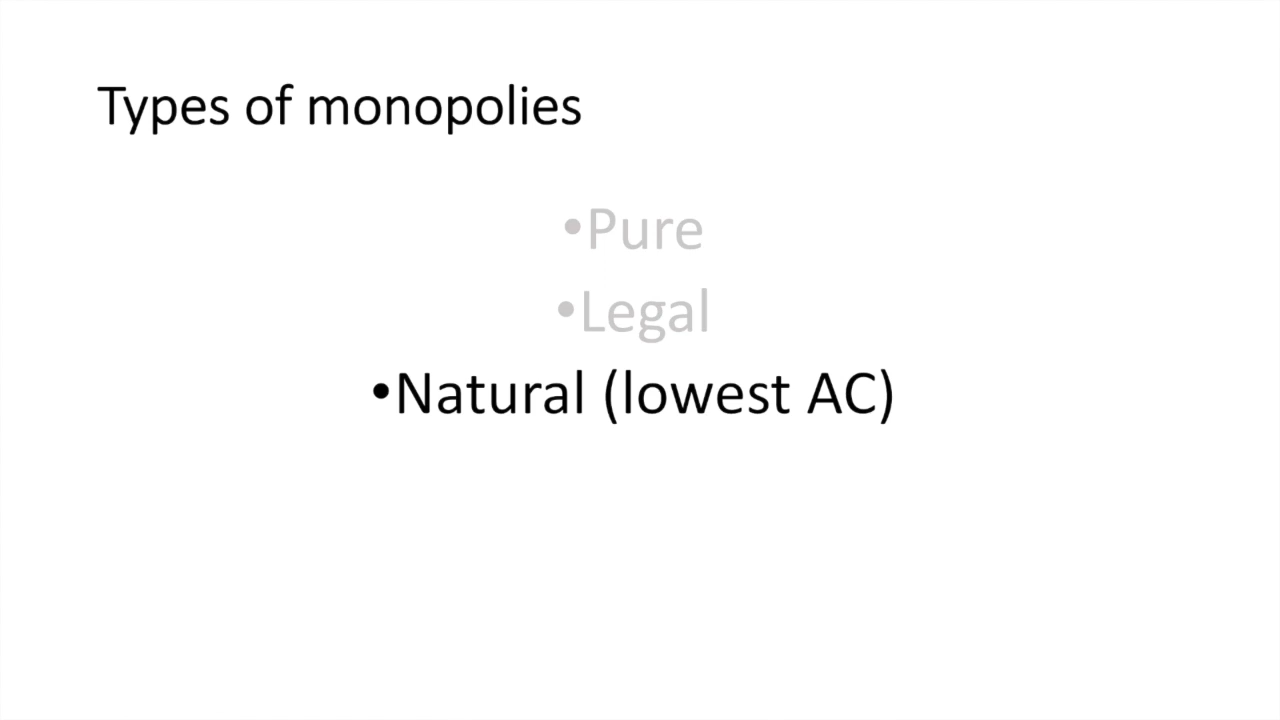 Types of monopolies
•Pure
•Legal
•Natural (lowest AC)